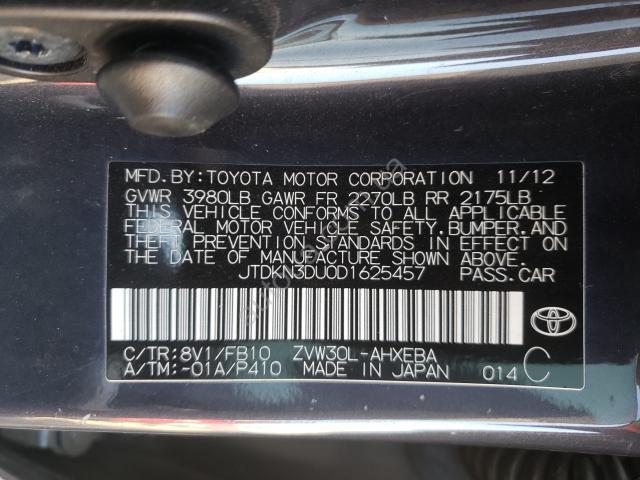 MFD.BY:TOYOTA MOTOR CORPORATION 11/12
GVWR 3980LB GAWR FR 2270LB RR 2175LB
THIS VEHICLE CONFORMS TO ALL APPLICABLE
FEDERAL MOTOR VEHICLE SAFETY,BUMPER,AND
THEFT PREVENTION STANDARDS IN EFFECT ON
THE DATE OF MANUFACTURE SHOWN ABOVE.
JTDKN3DU0D1625457 PASS.CAR
C/TR:8V1/FB10 ZVW30L-AHXEBA
A/TM:-01A/P410 MADE IN JAPAN 014 C